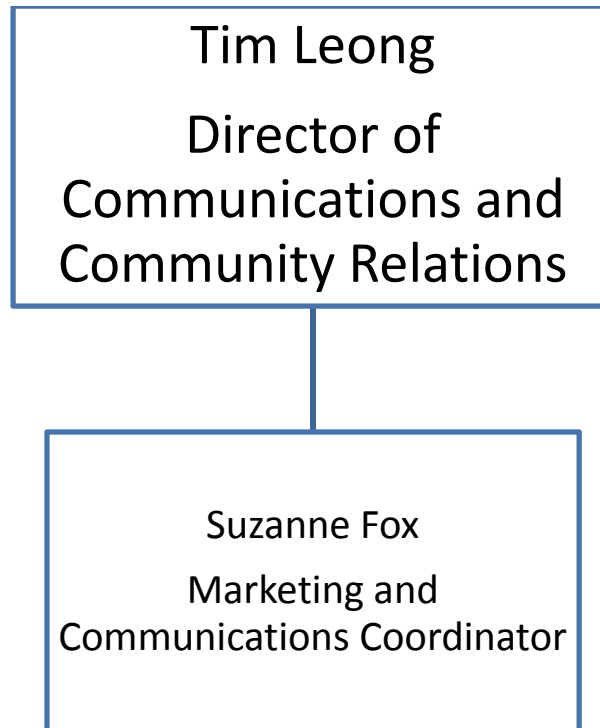 Tim Leong
Director of
Communications and
Community Relations
Suzanne Fox
Marketing and
Communications Coordinator